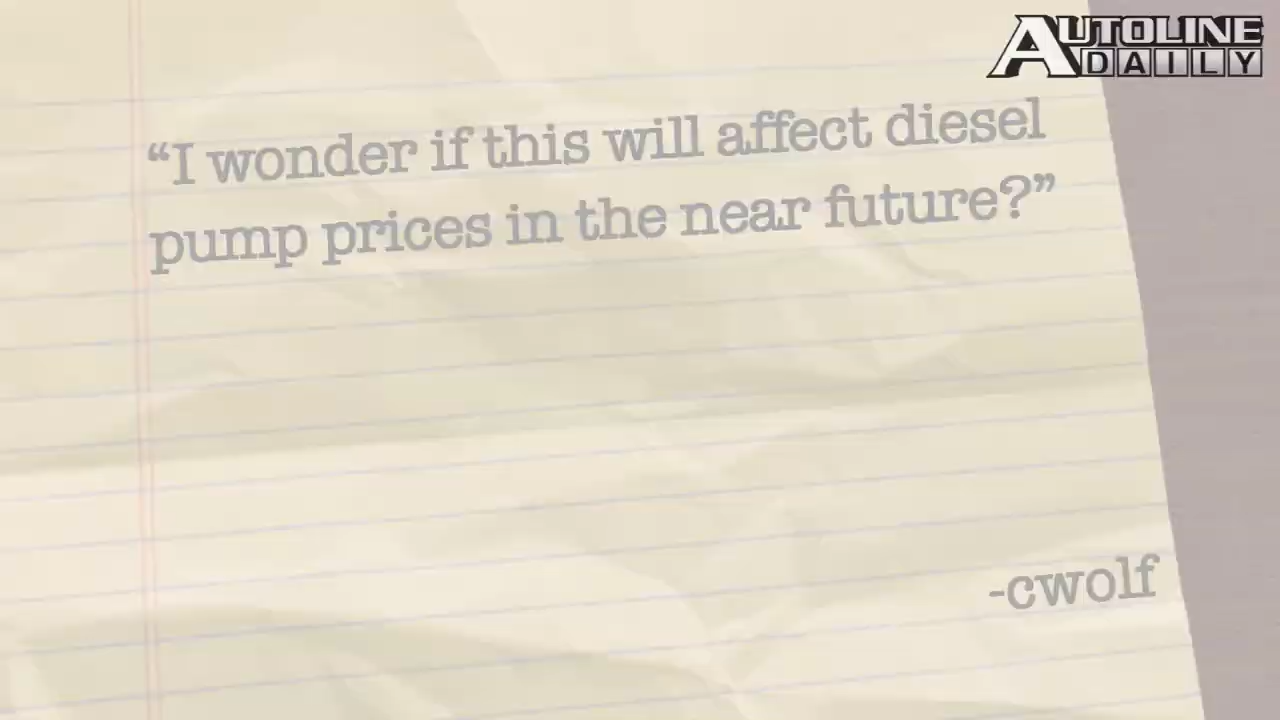 AUTOLINE
DAILY
“I wonder if this will affect diesel
pump prices in the near future?”
-cwolf